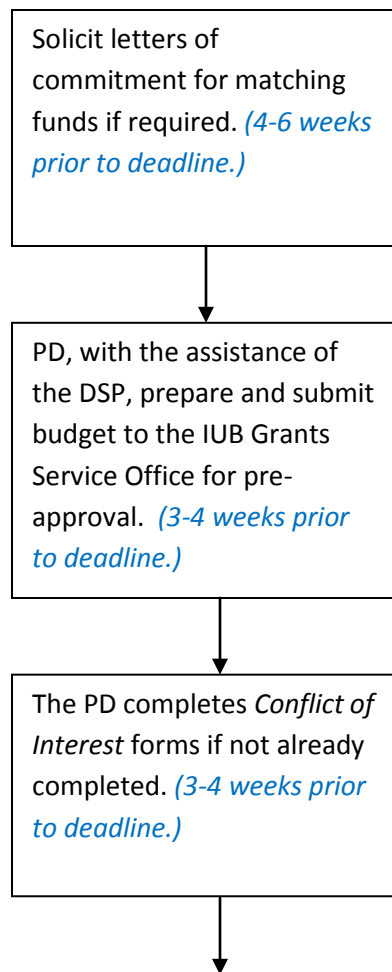 Solicit letters of
commitment for matching
funds if required. (4-6 weeks
prior to deadline.)
PD, with the assistance of
the DSP, prepare and submit
budget to the IUB Grants
Service Office for pre-
approval. (3-4 weeks prior
to deadline.)
The PD completes Conflict of
Interest forms if not already
completed. (3-4 weeks prior
to deadline.)